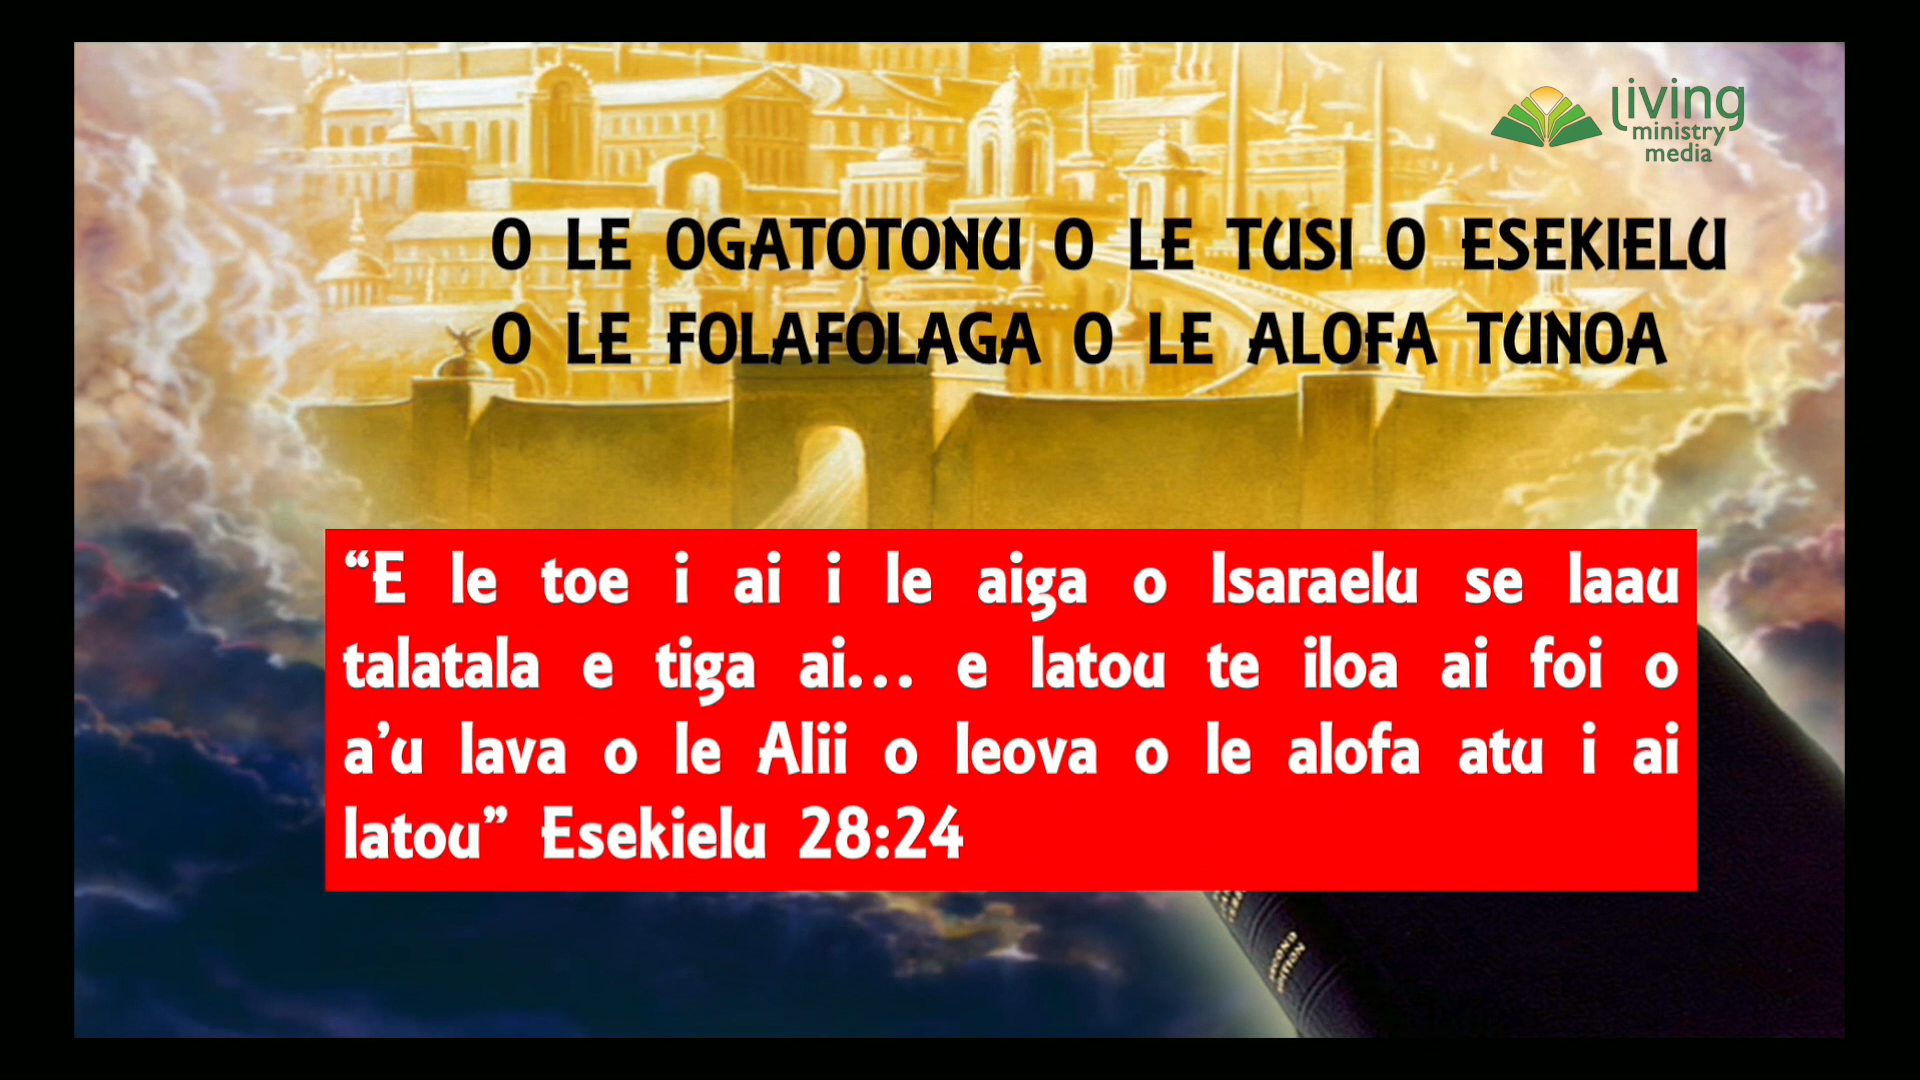 living
ministry
media
O LE OGATOTONU O LE TUSI O ESEKIELU
O LE FOLAFOLAGA O LE ALOFA TUNOA
“E le toe i ai i le aiga o Isaraelu se laau
talatala e tiga ai... e latou te iloa ai foi o
a’u lava o le Alii o Ieova o le alofa atu i ai
latou” Esekielu 28:24